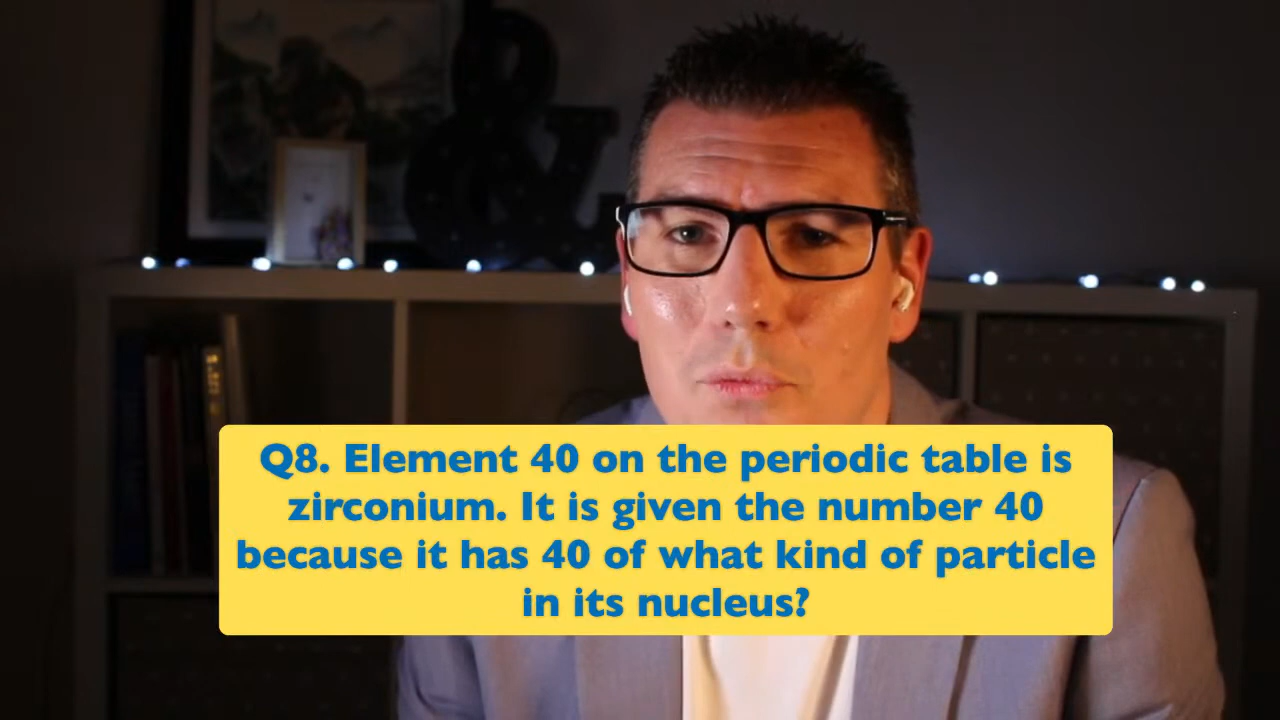 Q8. Element 40 on the periodic table is
zirconium. It is given the number 40
because it has 40 of what kind of particle
in its nucleus?